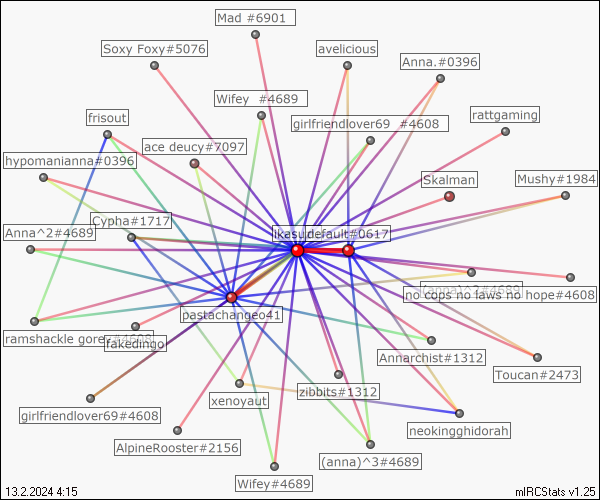 Mad #6901
Soxy Foxy#5076
avelicious
Anna.#0396
Wifey #4689
frisout
girlfriendlover69 #4608
rattgaming
ace deucy#7097
hypomanianna#0396
Skalman
Mushy#1984
Cypha#1717
Anna^2#4689
default#0617
(anna)^2#4689
no cops no laws no hope#4608
pastachangeo41
ramshackle
fakedingo
Annarchist#1312
Toucan#2473
zibbits#1312
xenoyaut
girlfriendlover69#4608
neokingghidorah
AlpineRooster#2156
(anna)^3#4689
Wifey#4689
13.2.2024 4:15
mIRCStats v1.25